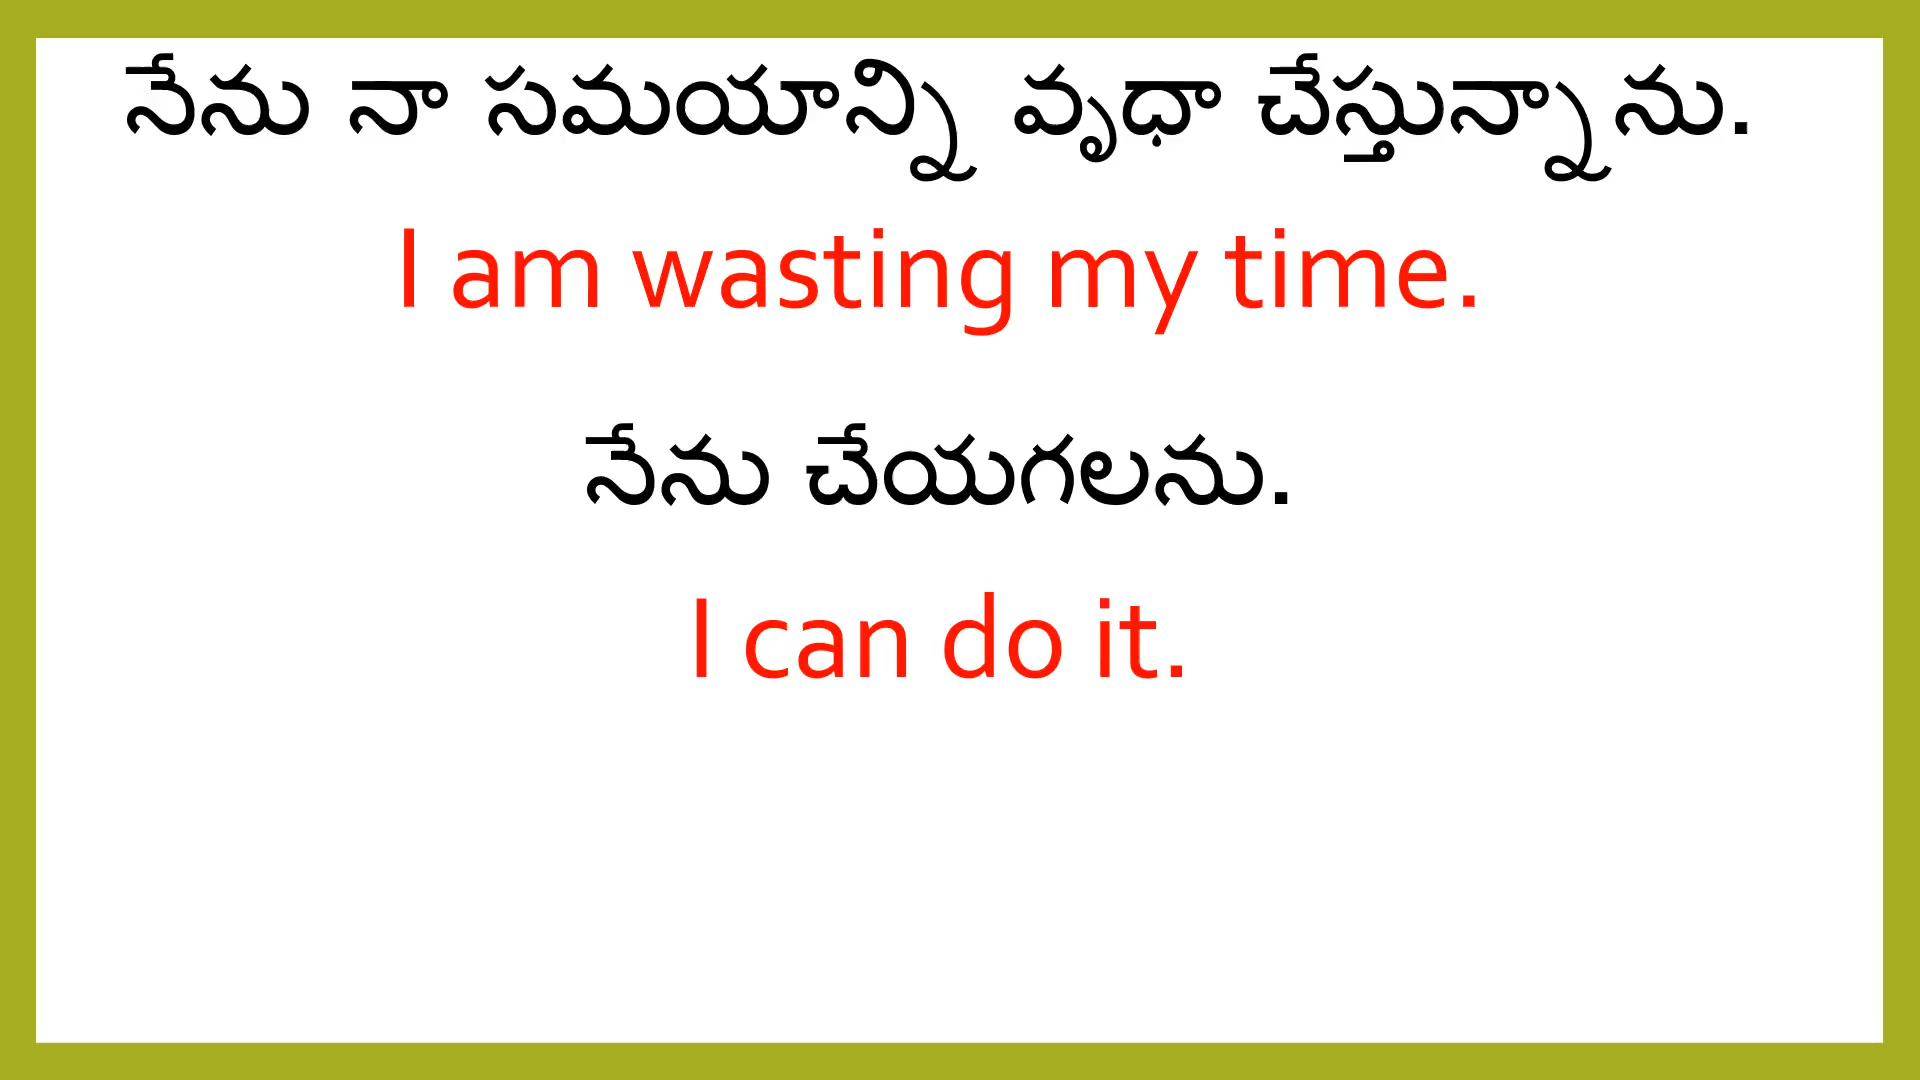 నేను నా సమయాన్ని వృధా చేస్తున్నాను.
I am wasting my time.
నేను చేయగలను.
I can do it.